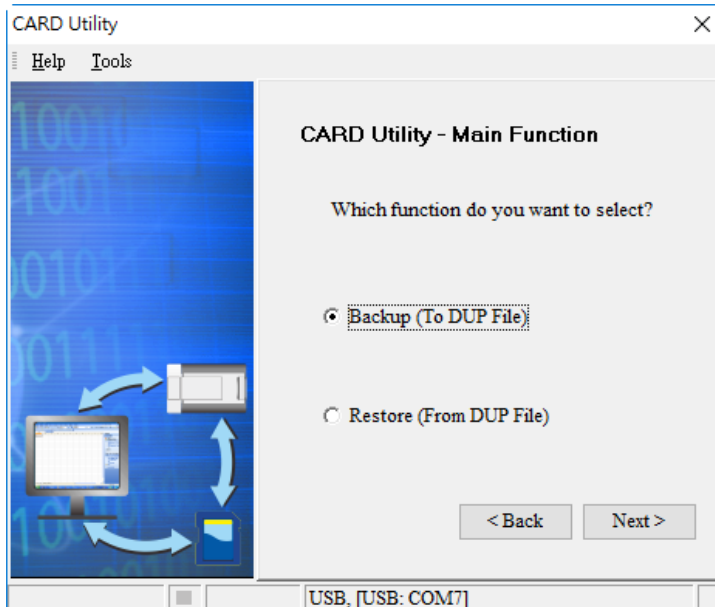 CARD Utility
Help Tools
CARD Utility - Main Function
Which function do you want to select?
Backup (To DUP File)
Restore (From DUP File)
< Back Next >
USB, [USB: COM7]